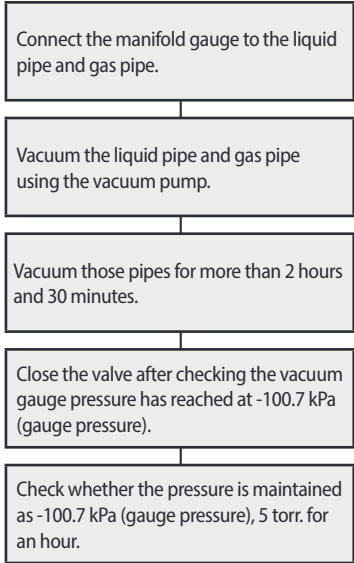 Connect the manifold gauge to the liquid
pipe and gas pipe.
Vacuum the liquid pipe and gas pipe
using the vacuum pump.
Vacuum those pipes for more than 2 hours
and 30 minutes.
Close the valve after checking the vacuum
gauge pressure has reached at -100.7 kPa
(gauge pressure).
Check whether the pressure is maintained
as -100.7 kPa (gauge pressure), 5 torr. for
an hour.